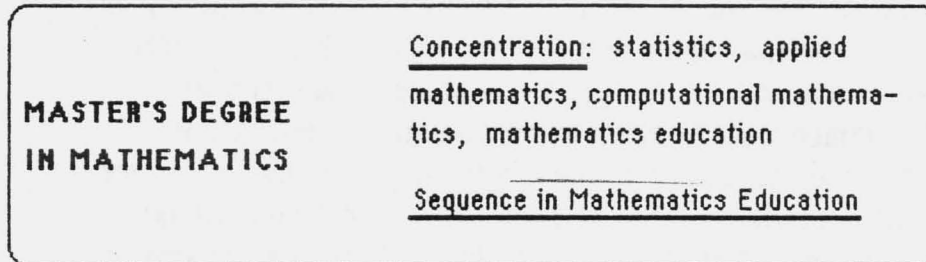 MASTER'S DEGREE
IN MATHEMATICS
Concentration: statistics, applied
mathematics, computational mathema-
tics, mathematics education
Sequence in Mathematics Education